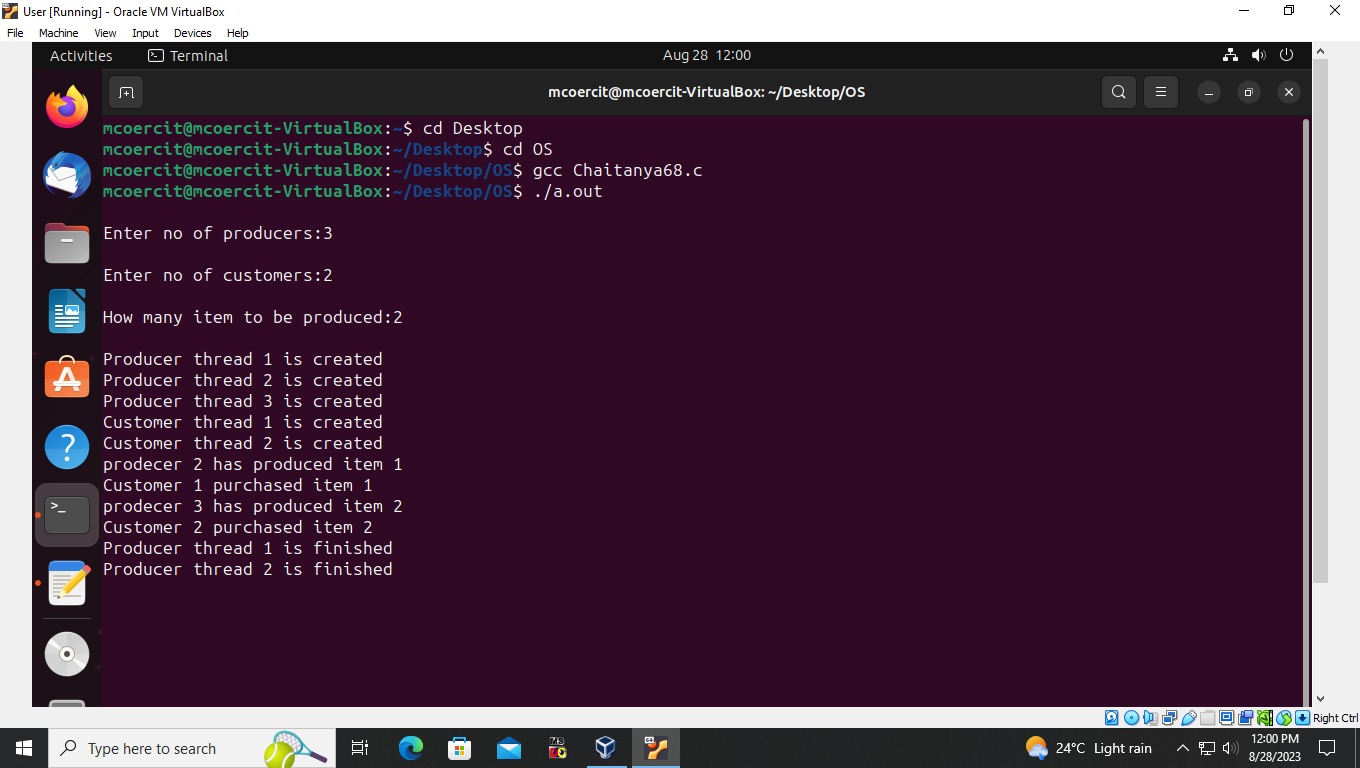 User [Running] - Oracle VM VirtualBox
File Machine View Input Devices Help
Activities Terminal Aug 28 12:00
mcoercit@mcoercit-VirtualBox: ~/Desktop/OS
mcoercit@mcoercit-VirtualBox:~$ cd Desktop
mcoercit@mcoercit-VirtualBox:~/Desktop$ cd OS
mcoercit@mcoercit-VirtualBox:~/Desktop/OS$ gcc Chaitanya68.c
mcoercit@mcoercit-VirtualBox:~/Desktop/OS$ ./a.out
Enter no of producers:3
Enter no of customers:2
How many item to be produced:2
Producer thread 1 is created
Producer thread 2 is created
Producer thread 3 is created
Customer thread 1 is created
Customer thread 2 is created
prodecer 2 has produced item 1
Customer 1 purchased item 1
prodecer 3 has produced item 2
Customer 2 purchased item 2
Producer thread 1 is finished
Producer thread 2 is finished
Right Ctrl
Type here to search
24°C Light rain
12:00 PM
8/28/2023